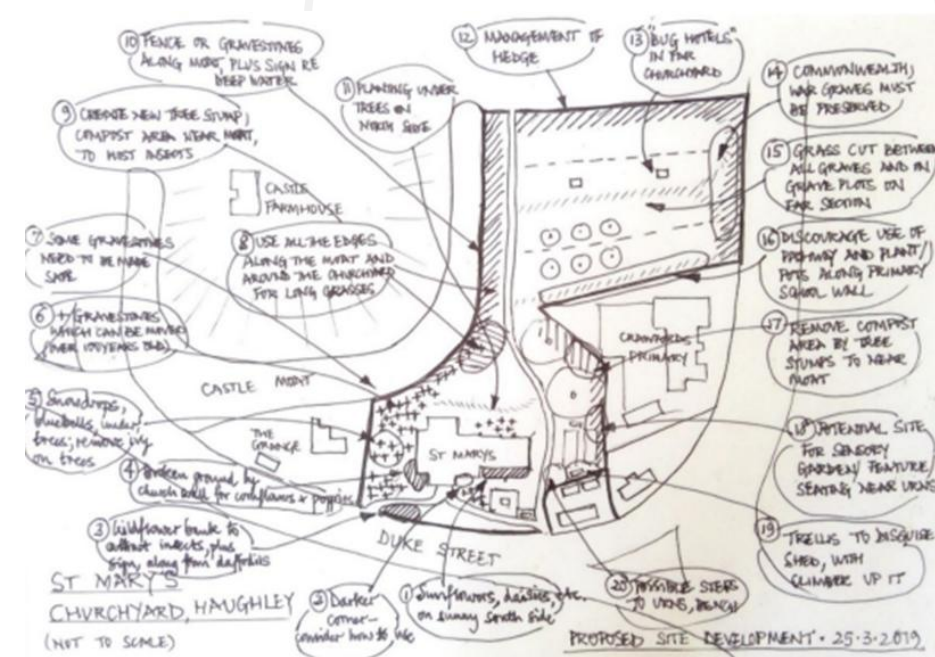 10 FENCE OR GRAVESTONES
ALONG MOAT PLUS SIGN RE
DEEP WATER
12 MANAGEMENT OF
HEDGE
13 "BUG HOTELS"
IN FAR
CHURCHYARD
14 COMMONWEALTH
WAR GRAVES MUST
BE PRESERVED
9 CREATE NEW TREE STUMP,
COMPOST AREA NEAR MOAT,
TO HOST INSECTS
11 PLANTING UNDER
TREES ON
NORTH SIDE
15 GRASS CUT BETWEEN
ALL GRAVES AND IN
GRAVE PLOTS ON
FAR SECTION
CASTLE
FARMHOUSE
7 SOME GRAVESTONES
NEED TO BE MADE
SAFE
8 USE ALL THE EDGES
ALONG THE MOAT AND
AROUND THE CHURCHYARD
FOR LONG GRASSES
16 DISCOURAGE USE OF
PATHWAY AND PLANT/
POTS ALONG PRIMARY
SCHOOL WALL
6 +/GRAVESTONES
WHICH CAN BE MOVED
(OVER 100 YEARS OLD)
CRAWFORDS
PRIMARY
17 REMOVE COMPOST
AREA BY TREE
STUMPS TO NEAR
MOAT
CASTLE MOAT
5 Snowdrops,
bluebells under
trees; remove ivy
on trees
THE
GRANGE
ST MARYS
18 POTENTIAL SITE
FOR SENSORY
GARDEN/ FEATURE/
SEATING NEAR URNS
4 Broken ground by
church wall for cornflowers & poppies
3 Wildflower bank to
attract insects, plus
sign, along from daffodils
DUKE STREET
19 TRELLIS TO DISGUISE
SHED, WITH
CLIMBER UP IT
ST MARY'S
CHURCHYARD, HAUGHLEY
(NOT TO SCALE)
2 Darker
corner-
consider how to use
1 Sunflowers, daisies, etc.
on sunny south side
20 POSSIBLE STEPS
TO URNS, BENCH
PROPOSED SITE DEVELOPMENT · 25·3·2019